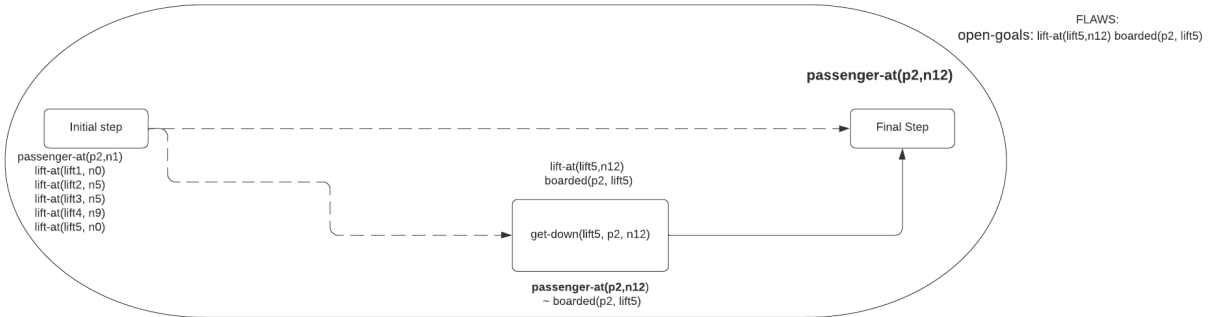 FLAWS:
open-goals: lift-at(lift5,n12) boarded(p2, lift5)
passenger-at(p2,n12)
Initial step
Final Step
passenger-at(p2,n1)
lift-at(lift1, n0)
lift-at(lift2, n5)
lift-at(lift3, n5)
lift-at(lift4, n9)
lift-at(lift5, n0)
lift-at(lift5,n12)
boarded(p2, lift5)
get-down(lift5, p2, n12)
passenger-at(p2,n12)
~ boarded(p2, lift5)